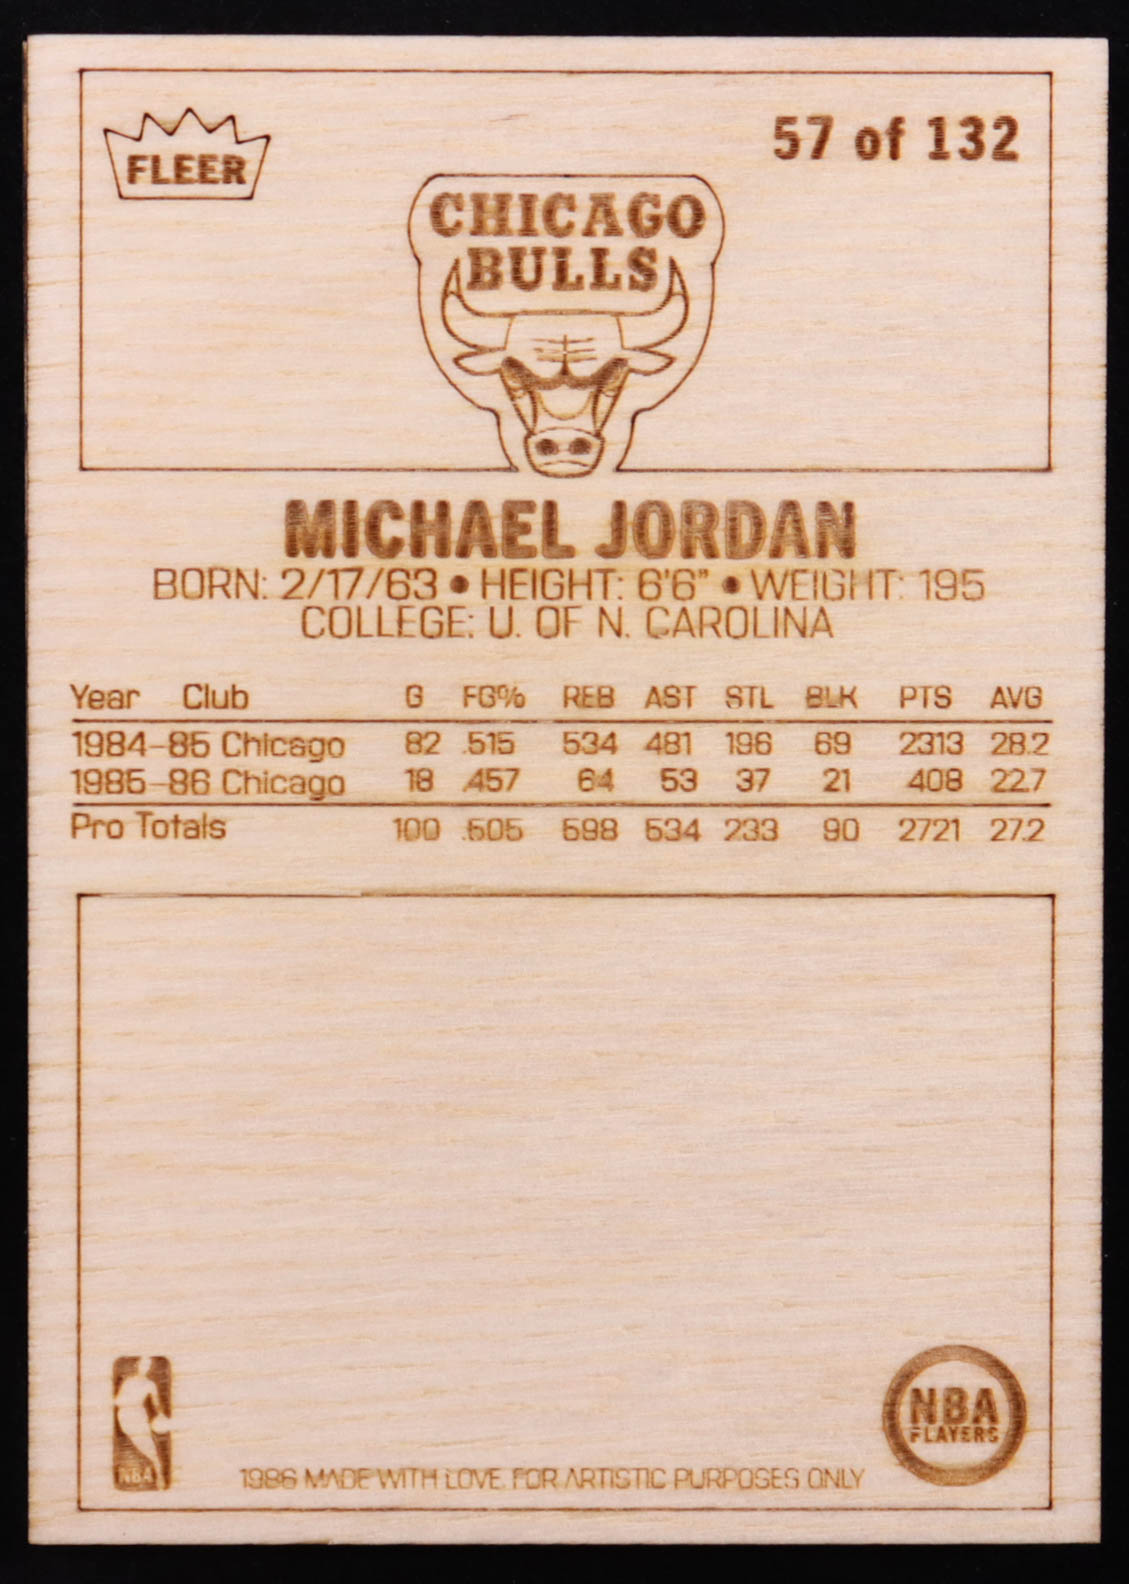 FLEER
57 of 132
CHICAGO
BULLS
MICHAEL JORDAN
BORN: 2/17/63 • HEIGHT: 6'6" • WEIGHT: 195
COLLEGE: U. OF N. CAROLINA
Year Club G FG% REB AST STL BLK PTS AVG
1984-85 Chicago 82 .515 534 481 196 69 2313 28.2
1985-86 Chicago 18 .457 64 53 37 21 408 22.7
Pro Totals 100 .505 598 534 233 90 2721 27.2
NBA
PLAYERS
NBA
1986 MADE WITH LOVE. FOR ARTISTIC PURPOSES ONLY